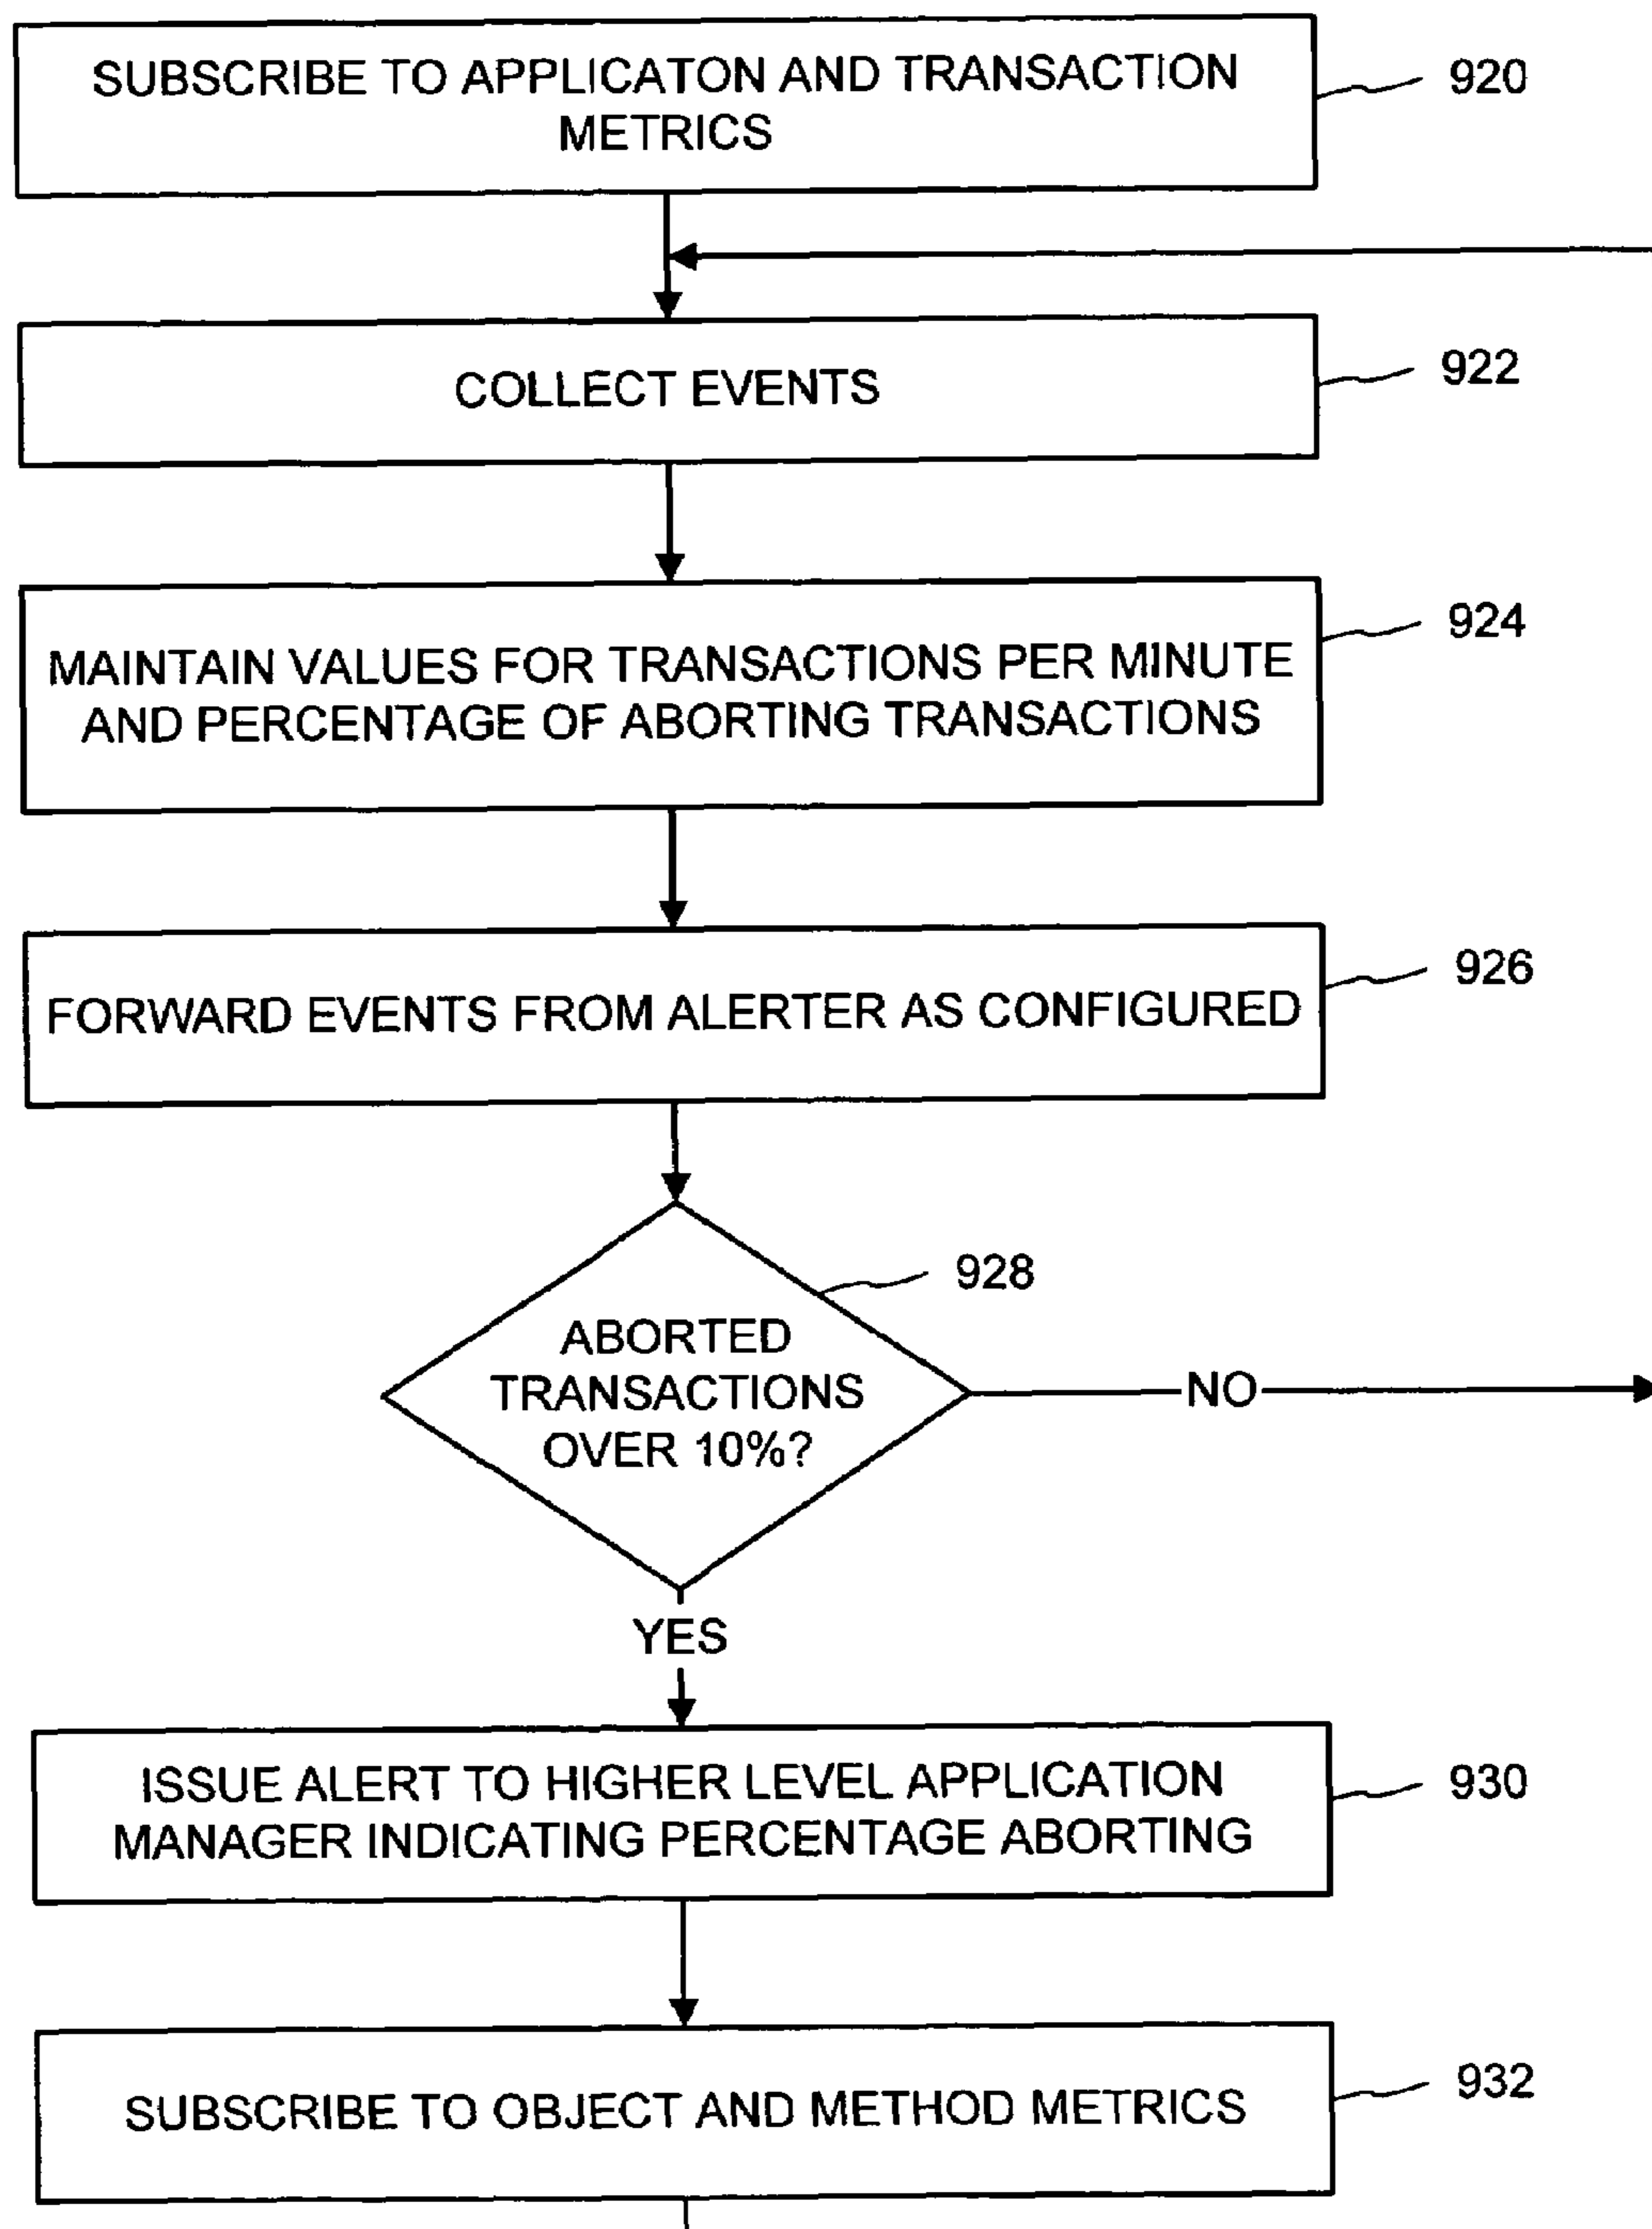 SUBSCRIBE TO APPLICATON AND TRANSACTION
METRICS
920
COLLECT EVENTS
922
MAINTAIN VALUES FOR TRANSACTIONS PER MINUTE
AND PERCENTAGE OF ABORTING TRANSACTIONS
924
FORWARD EVENTS FROM ALERTER AS CONFIGURED
926
ABORTED
TRANSACTIONS
OVER 10%?
928
NO
YES
ISSUE ALERT TO HIGHER LEVEL APPLICATION
MANAGER INDICATING PERCENTAGE ABORTING
930
SUBSCRIBE TO OBJECT AND METHOD METRICS
932